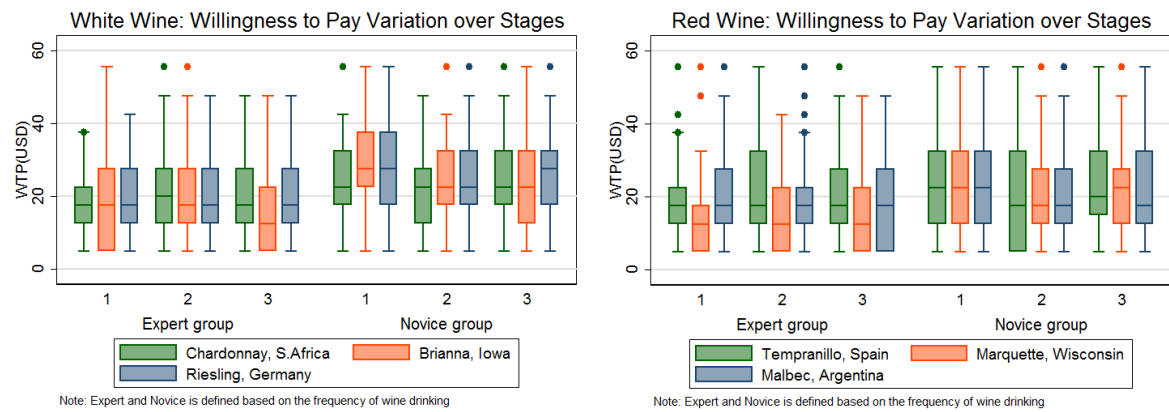 White Wine: Willingness to Pay Variation over Stages
WTP(USD)
60
40
20
0
1 2 3 1 2 3
Expert group Novice group
Chardonnay, S.Africa Brianna, Iowa
Riesling, Germany
Note: Expert and Novice is defined based on the frequency of wine drinking
Red Wine: Willingness to Pay Variation over Stages
WTP(USD)
60
40
20
0
1 2 3 1 2 3
Expert group Novice group
Tempranillo, Spain Marquette, Wisconsin
Malbec, Argentina
Note: Expert and Novice is defined based on the frequency of wine drinking